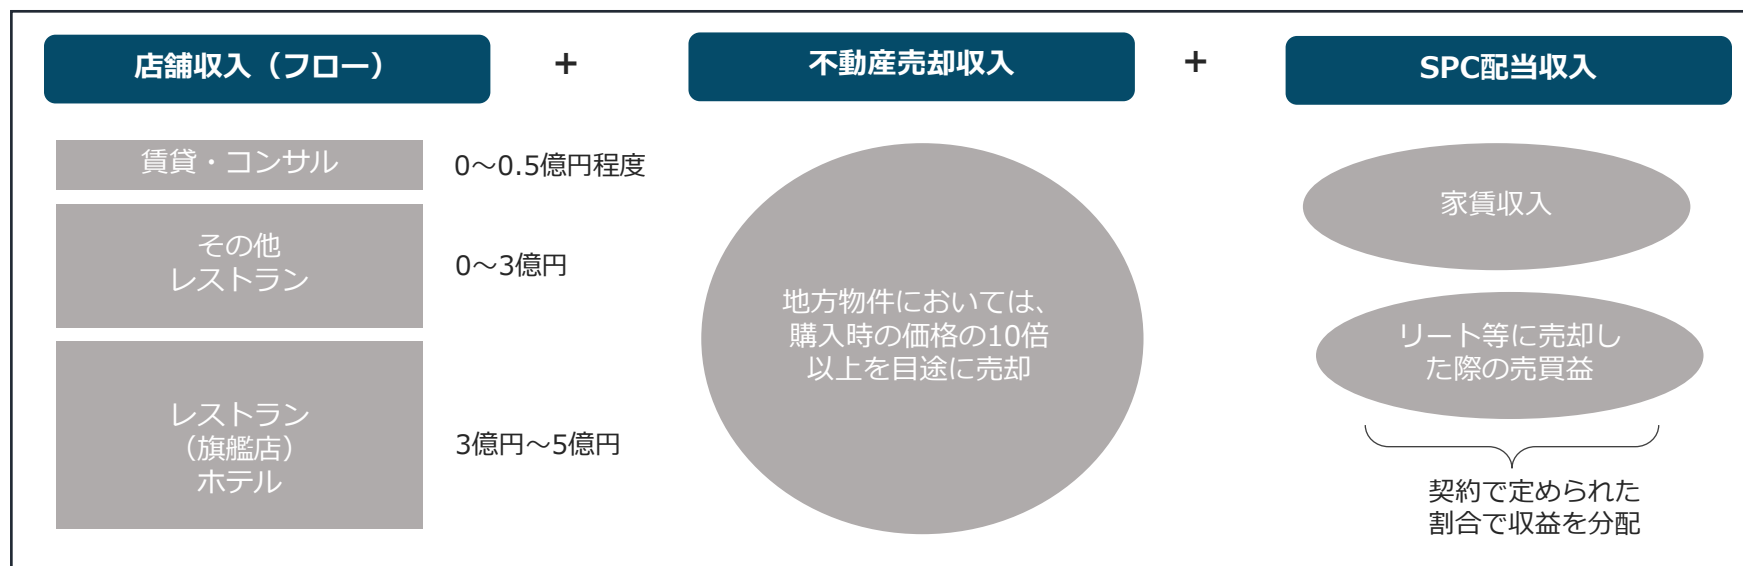 店舗収入（フロー）
+
不動産売却収入
+
SPC配当収入
賃貸・コンサル
0～0.5億円程度
その他
レストラン
0～3億円
レストラン
（旗艦店）
ホテル
3億円～5億円
地方物件においては、
購入時の価格の10倍
以上を目途に売却
家賃収入
リート等に売却し
た際の売買益
契約で定められた
割合で収益を分配